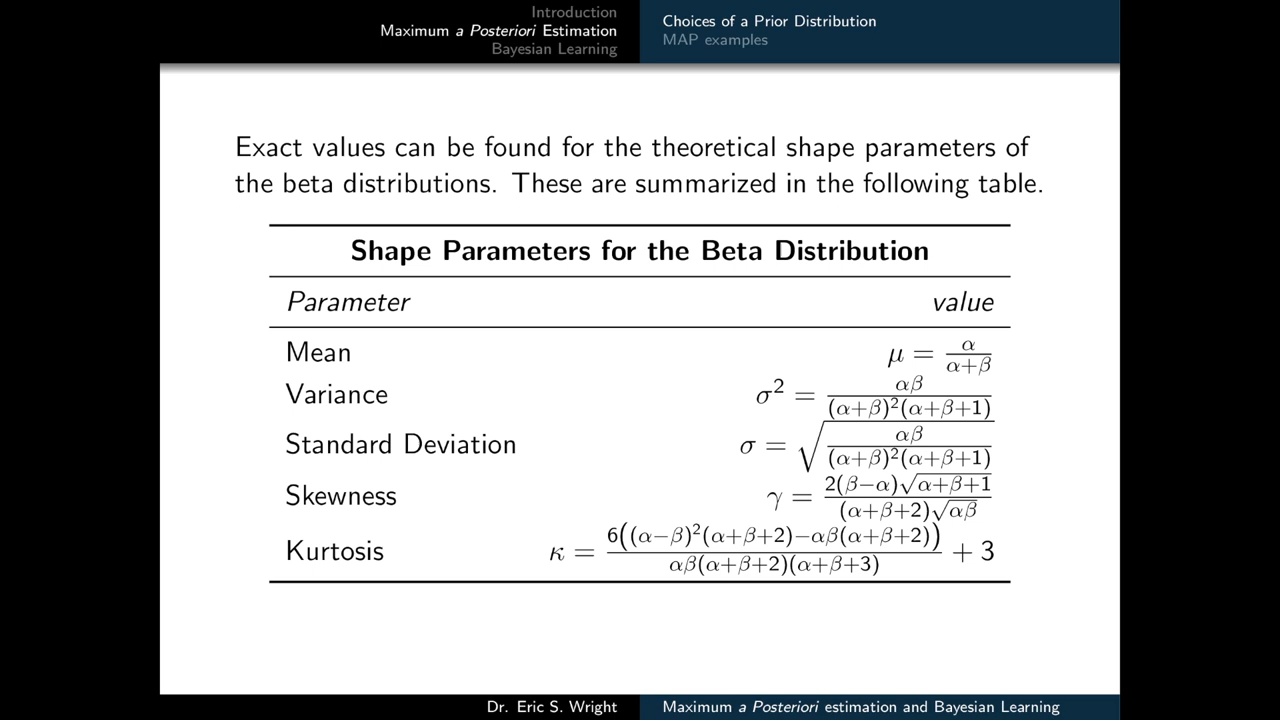 Introduction
Maximum a Posteriori Estimation
Bayesian Learning
Choices of a Prior Distribution
MAP examples
Exact values can be found for the theoretical shape parameters of
the beta distributions. These are summarized in the following table.
Shape Parameters for the Beta Distribution
Parameter value
Mean μ = α/(α+β)
Variance σ² = αβ/((α+β)²(α+β+1))
Standard Deviation σ = √(αβ/((α+β)²(α+β+1)))
Skewness γ = 2(β−α)√(α+β+1)/((α+β+2)√(αβ))
Kurtosis κ = 6((α−β)²(α+β+2)−αβ(α+β+2))/(αβ(α+β+2)(α+β+3)) + 3
Dr. Eric S. Wright
Maximum a Posteriori estimation and Bayesian Learning